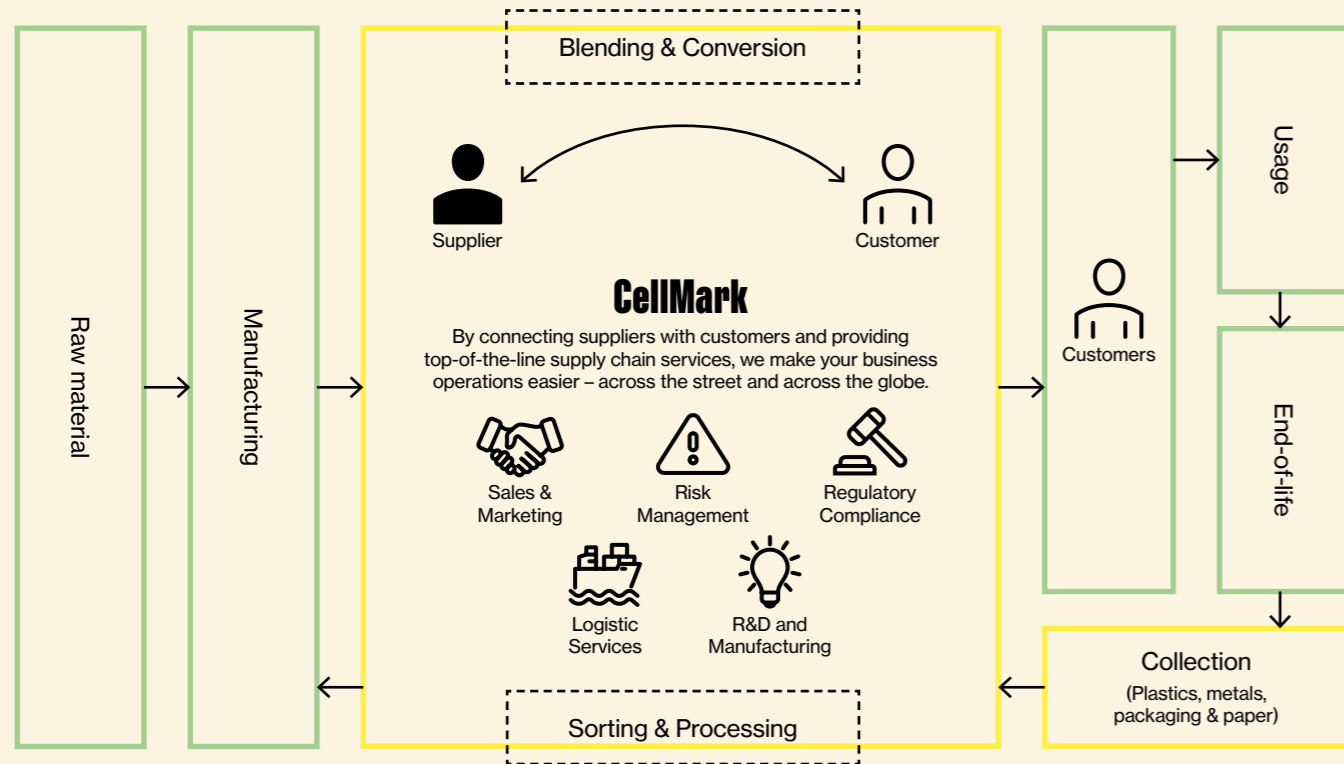 Raw material
Manufacturing
Blending & Conversion
Supplier
Customer
CellMark
By connecting suppliers with customers and providing
top-of-the-line supply chain services, we make your business
operations easier – across the street and across the globe.
Sales &
Marketing
Risk
Management
Regulatory
Compliance
Logistic
Services
R&D and
Manufacturing
Sorting & Processing
Customers
Usage
End-of-life
Collection
(Plastics, metals,
packaging & paper)